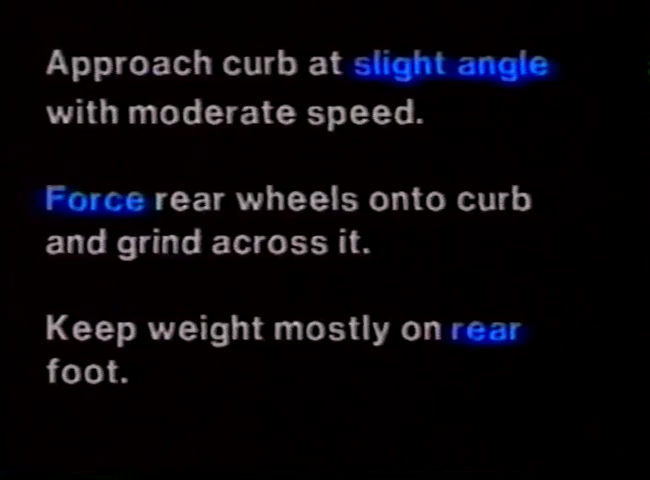 Approach curb at slight angle
with moderate speed.
Force rear wheels onto curb
and grind across it.
Keep weight mostly on rear
foot.